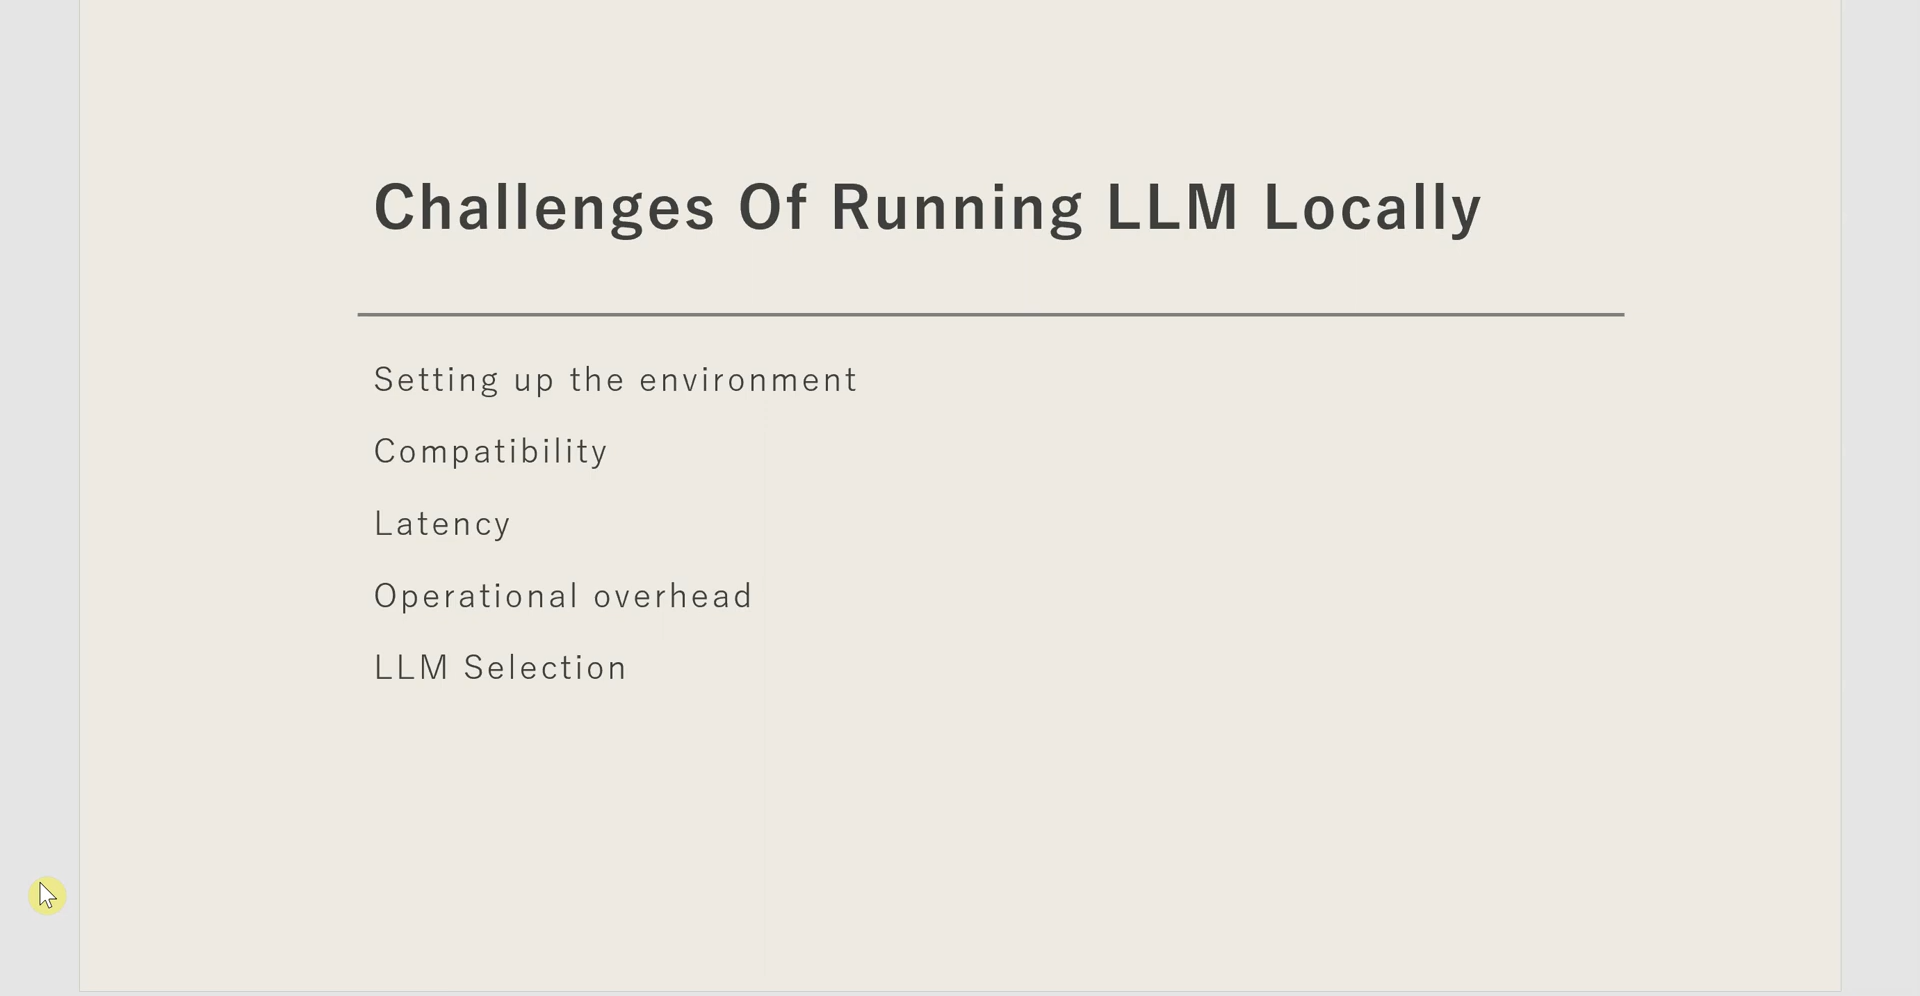 Challenges Of Running LLM Locally
Setting up the environment
Compatibility
Latency
Operational overhead
LLM Selection